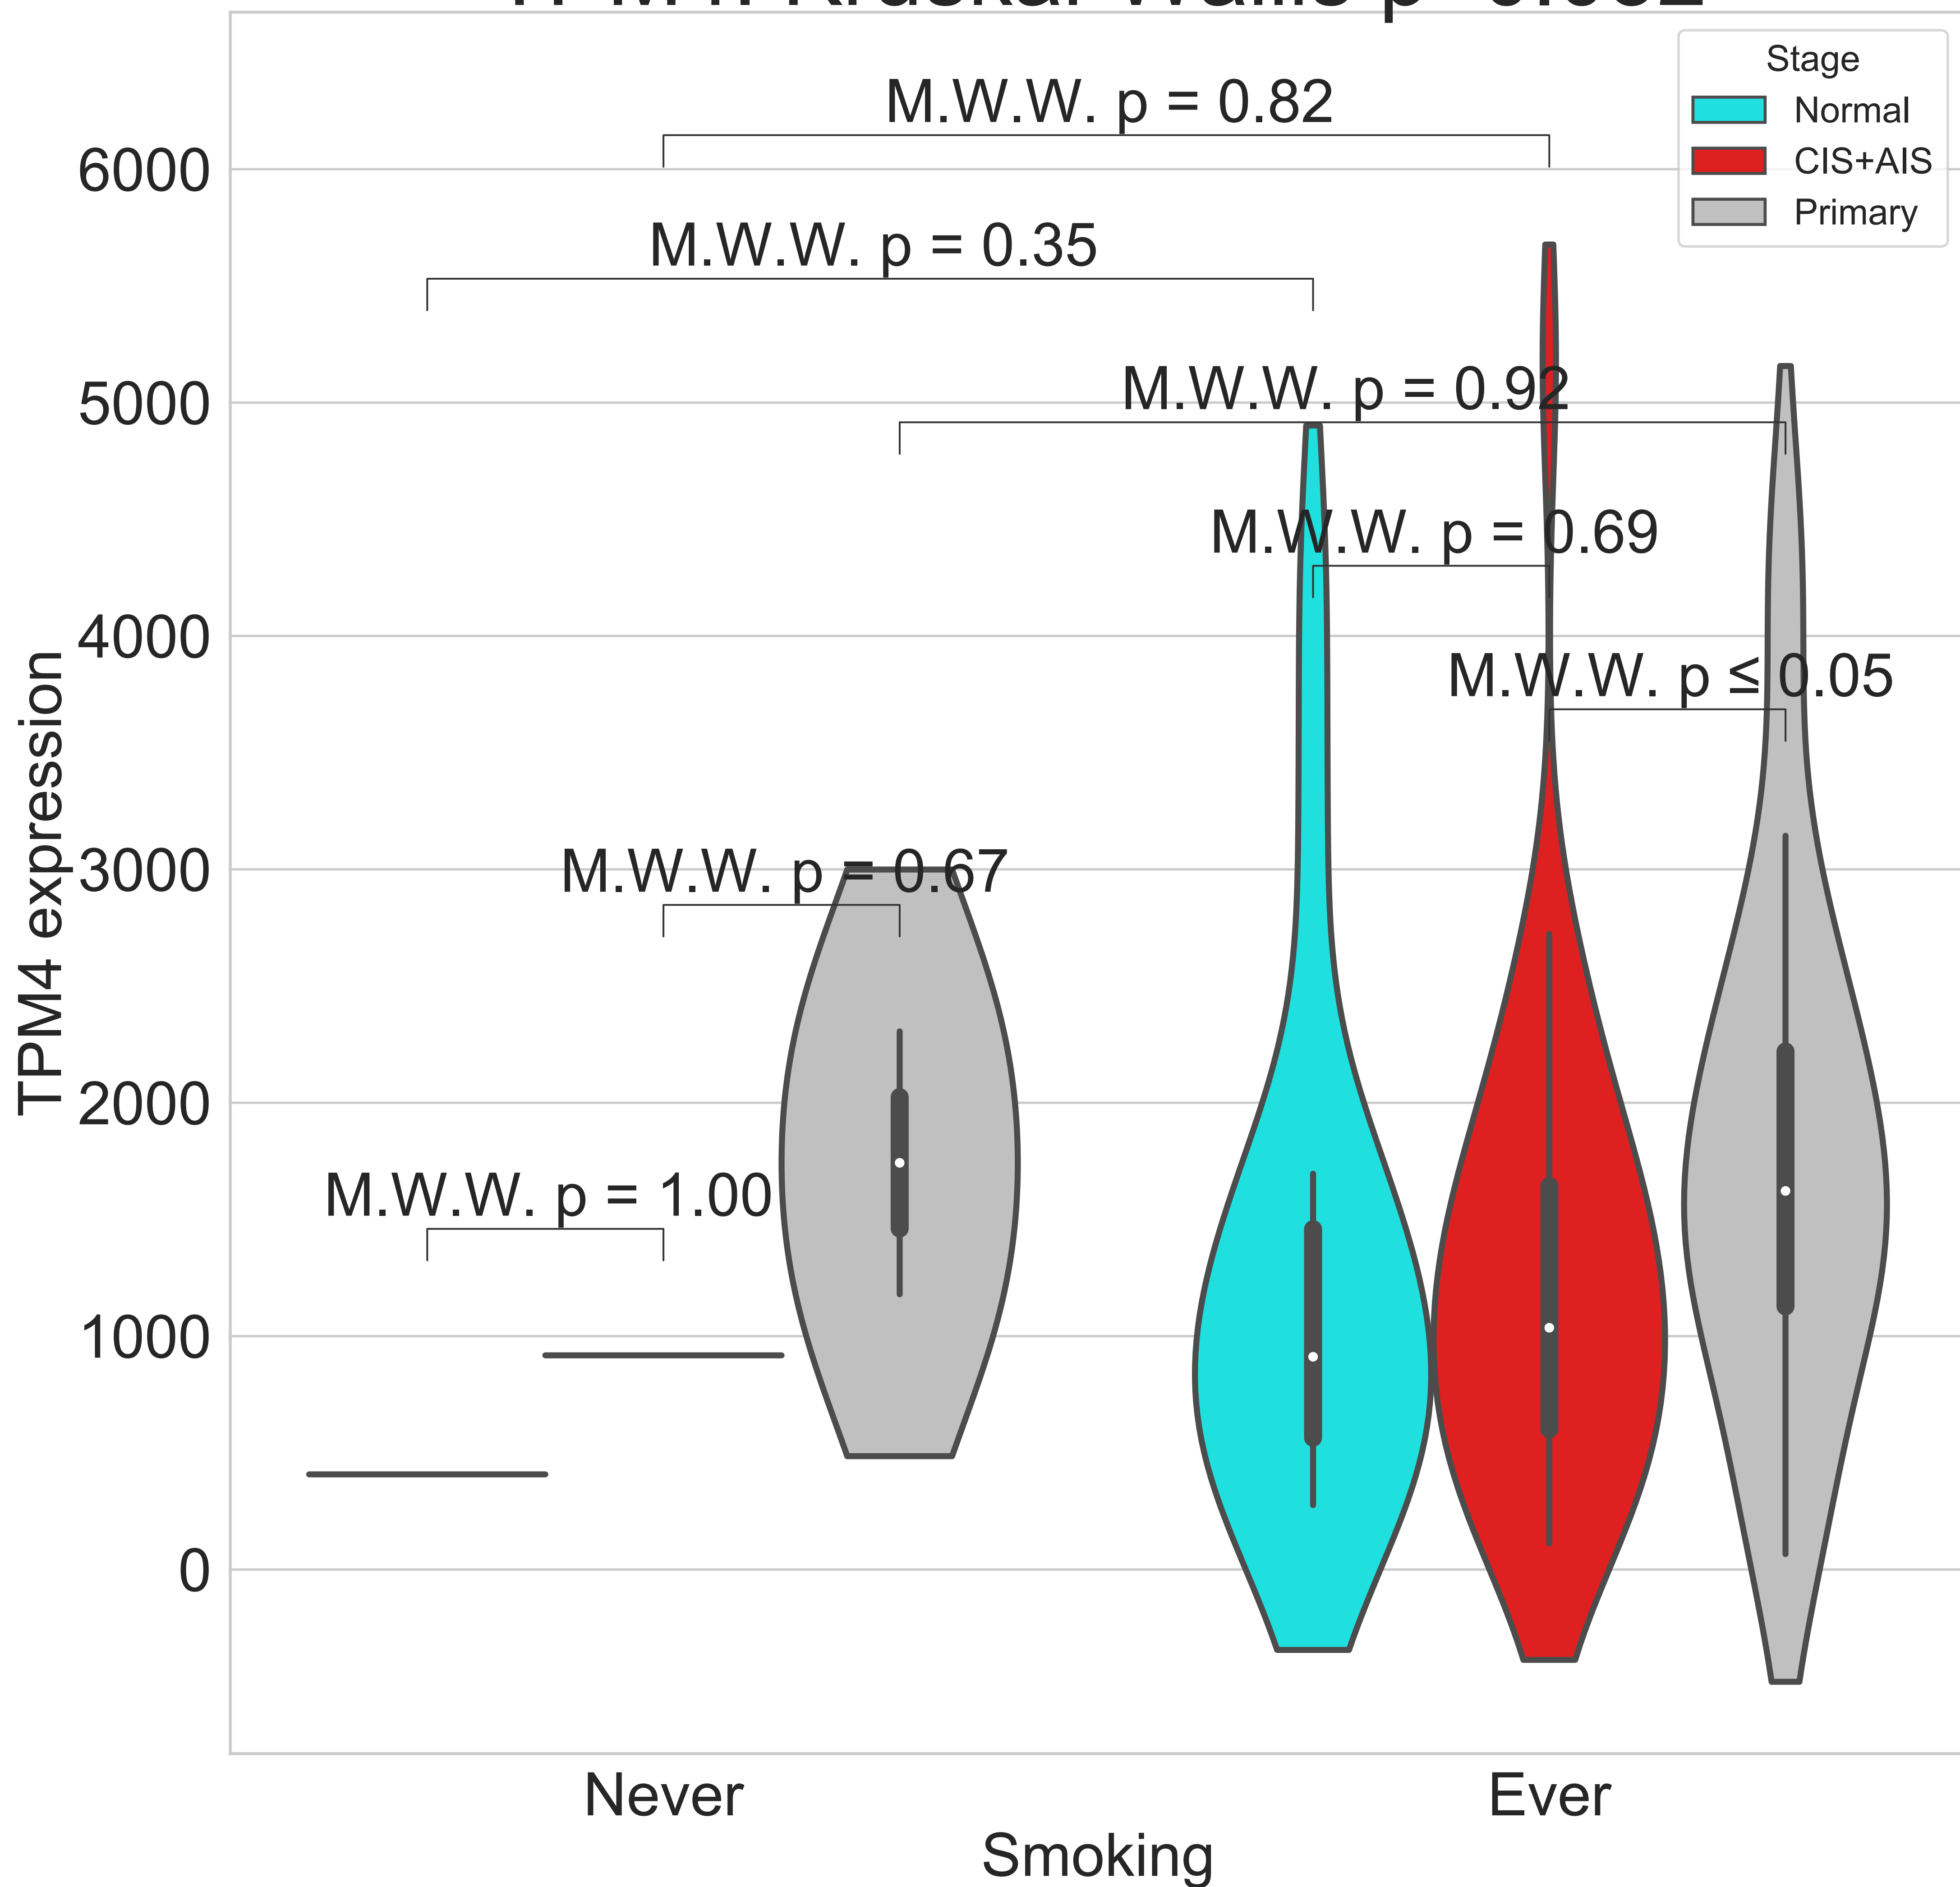 Stage
Normal
CIS+AIS
Primary
M.W.W. p = 0.82
M.W.W. p = 0.35
M.W.W. p = 0.92
M.W.W. p = 0.69
M.W.W. p ≤ 0.05
M.W.W. p = 0.67
M.W.W. p = 1.00
6000
5000
4000
3000
2000
1000
0
TPM4 expression
Never
Ever
Smoking